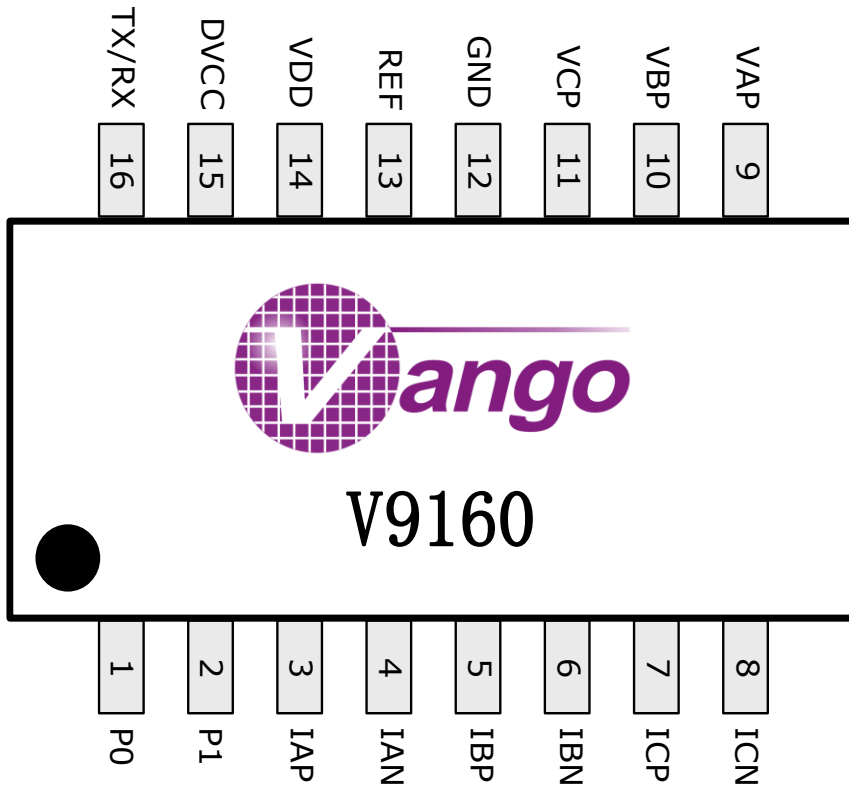 TX/RX DVCC VDD REF GND VCP VBP VAP
16 15 14 13 12 11 10 9
Vango
V9160
1 2 3 4 5 6 7 8
P0 P1 IAP IAN IBP IBN ICP ICN